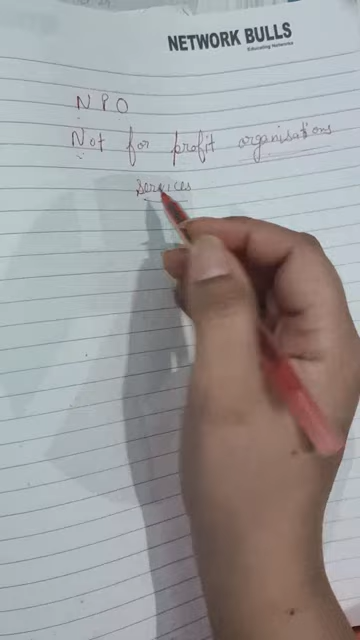 NETWORK BULLS
Educating Networks
NPO
Not for profit organisations
Services